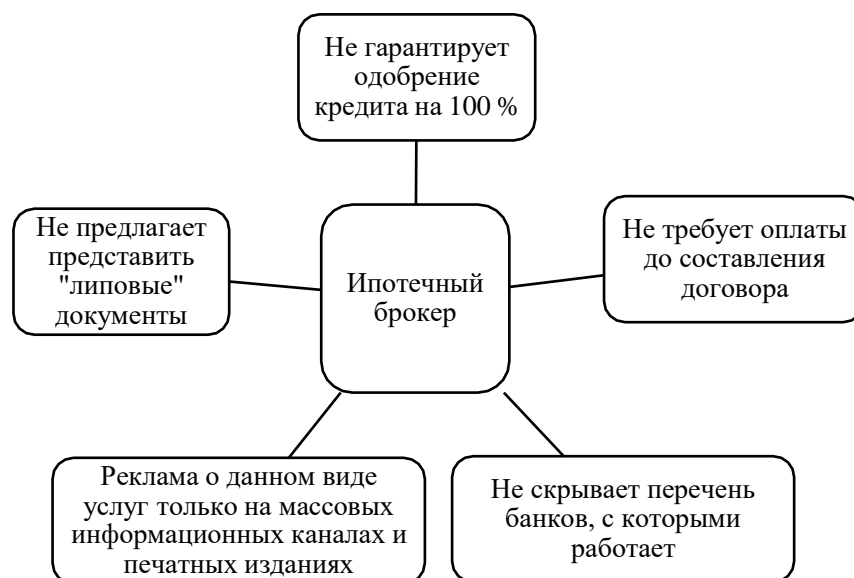 Не гарантирует
одобрение
кредита на 100 %
Не предлагает
представить
"липовые"
документы
Ипотечный
брокер
Не требует оплаты
до составления
договора
Реклама о данном виде
услуг только на массовых
информационных каналах и
печатных изданиях
Не скрывает перечень
банков, с которыми
работает